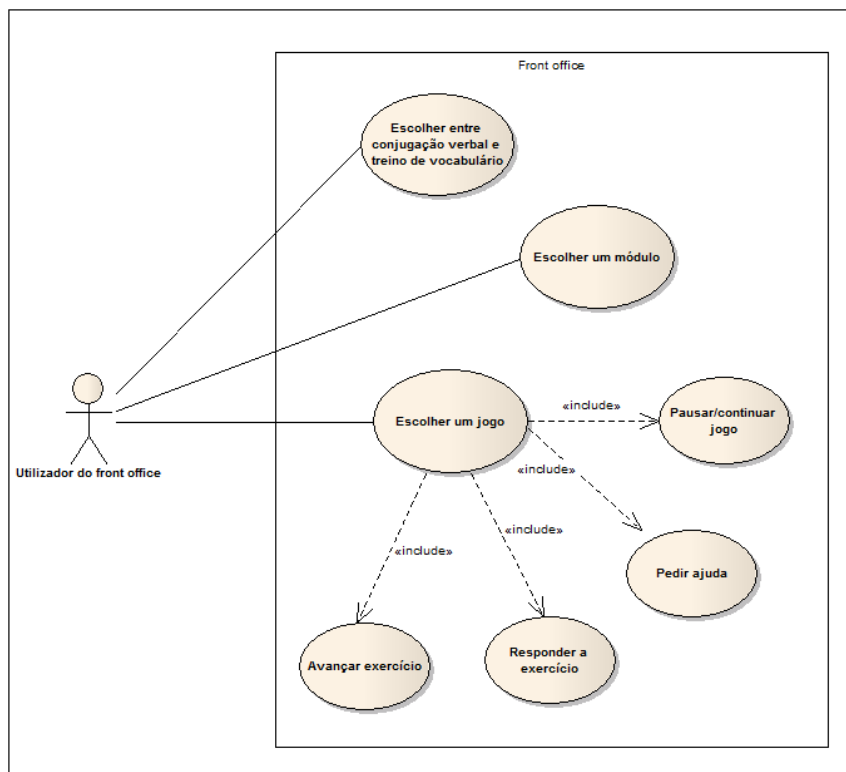 Front office
Escolher entre
conjugação verbal e
treino de vocabulário
Escolher um módulo
Escolher um jogo
«include»
Pausar/continuar
jogo
«include»
Utilizador do front office
«include»
«include»
Pedir ajuda
Avançar exercício
Responder a
exercício